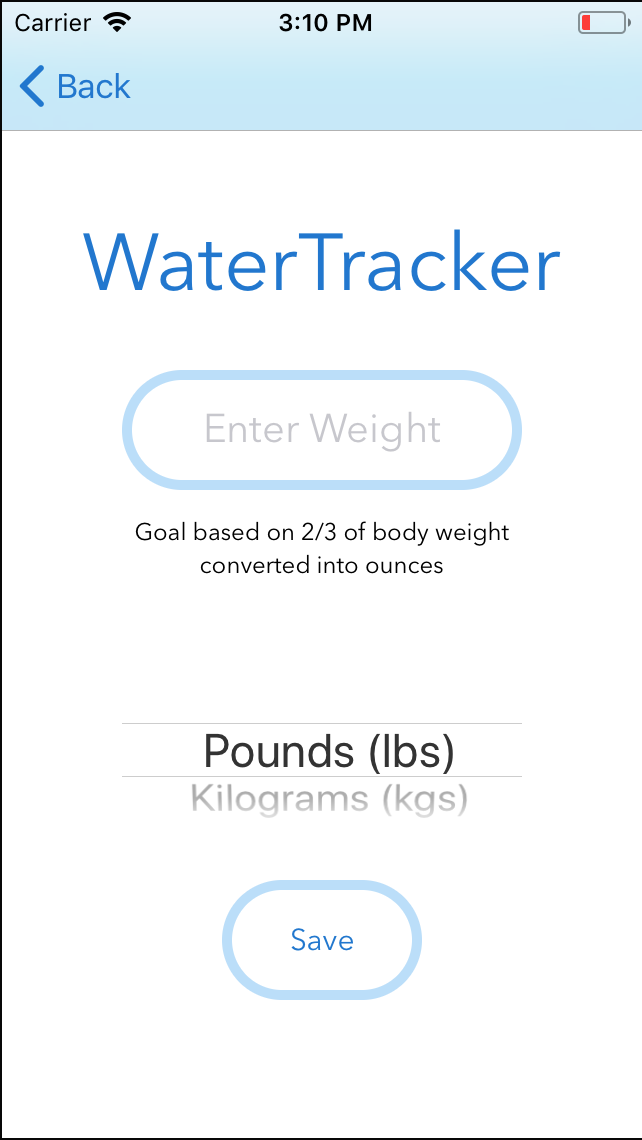 Carrier 3:10 PM
Back
WaterTracker
Enter Weight
Goal based on 2/3 of body weight
converted into ounces
Pounds (lbs)
Kilograms (kgs)
Save